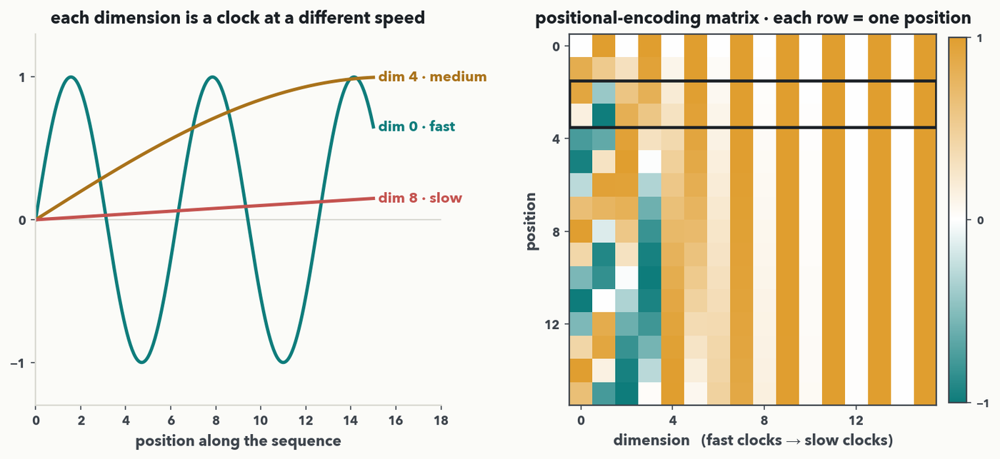 each dimension is a clock at a different speed
1
0
−1
dim 4 · medium
dim 0 · fast
dim 8 · slow
0 2 4 6 8 10 12 14 16 18
position along the sequence
positional-encoding matrix · each row = one position
0
4
8
12
position
0 4 8 12
dimension (fast clocks → slow clocks)
1
0
−1